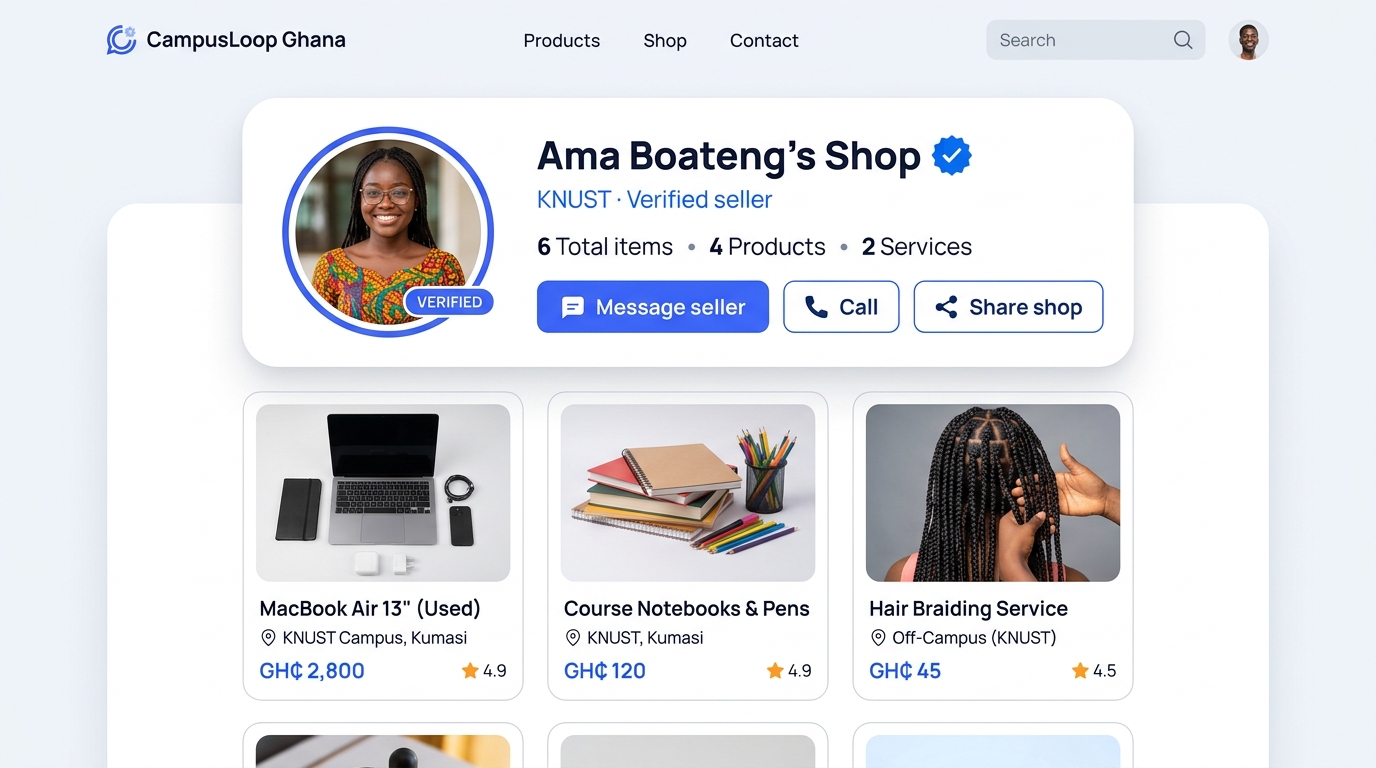 CampusLoop Ghana
Products
Shop
Contact
Search
Ama Boateng’s Shop
KNUST · Verified seller
6 Total items • 4 Products • 2 Services
VERIFIED
Message seller
Call
Share shop
MacBook Air 13" (Used)
KNUST Campus, Kumasi
GH₵ 2,800
4.9
Course Notebooks & Pens
KNUST, Kumasi
GH₵ 120
4.9
Hair Braiding Service
Off-Campus (KNUST)
GH₵ 45
4.5